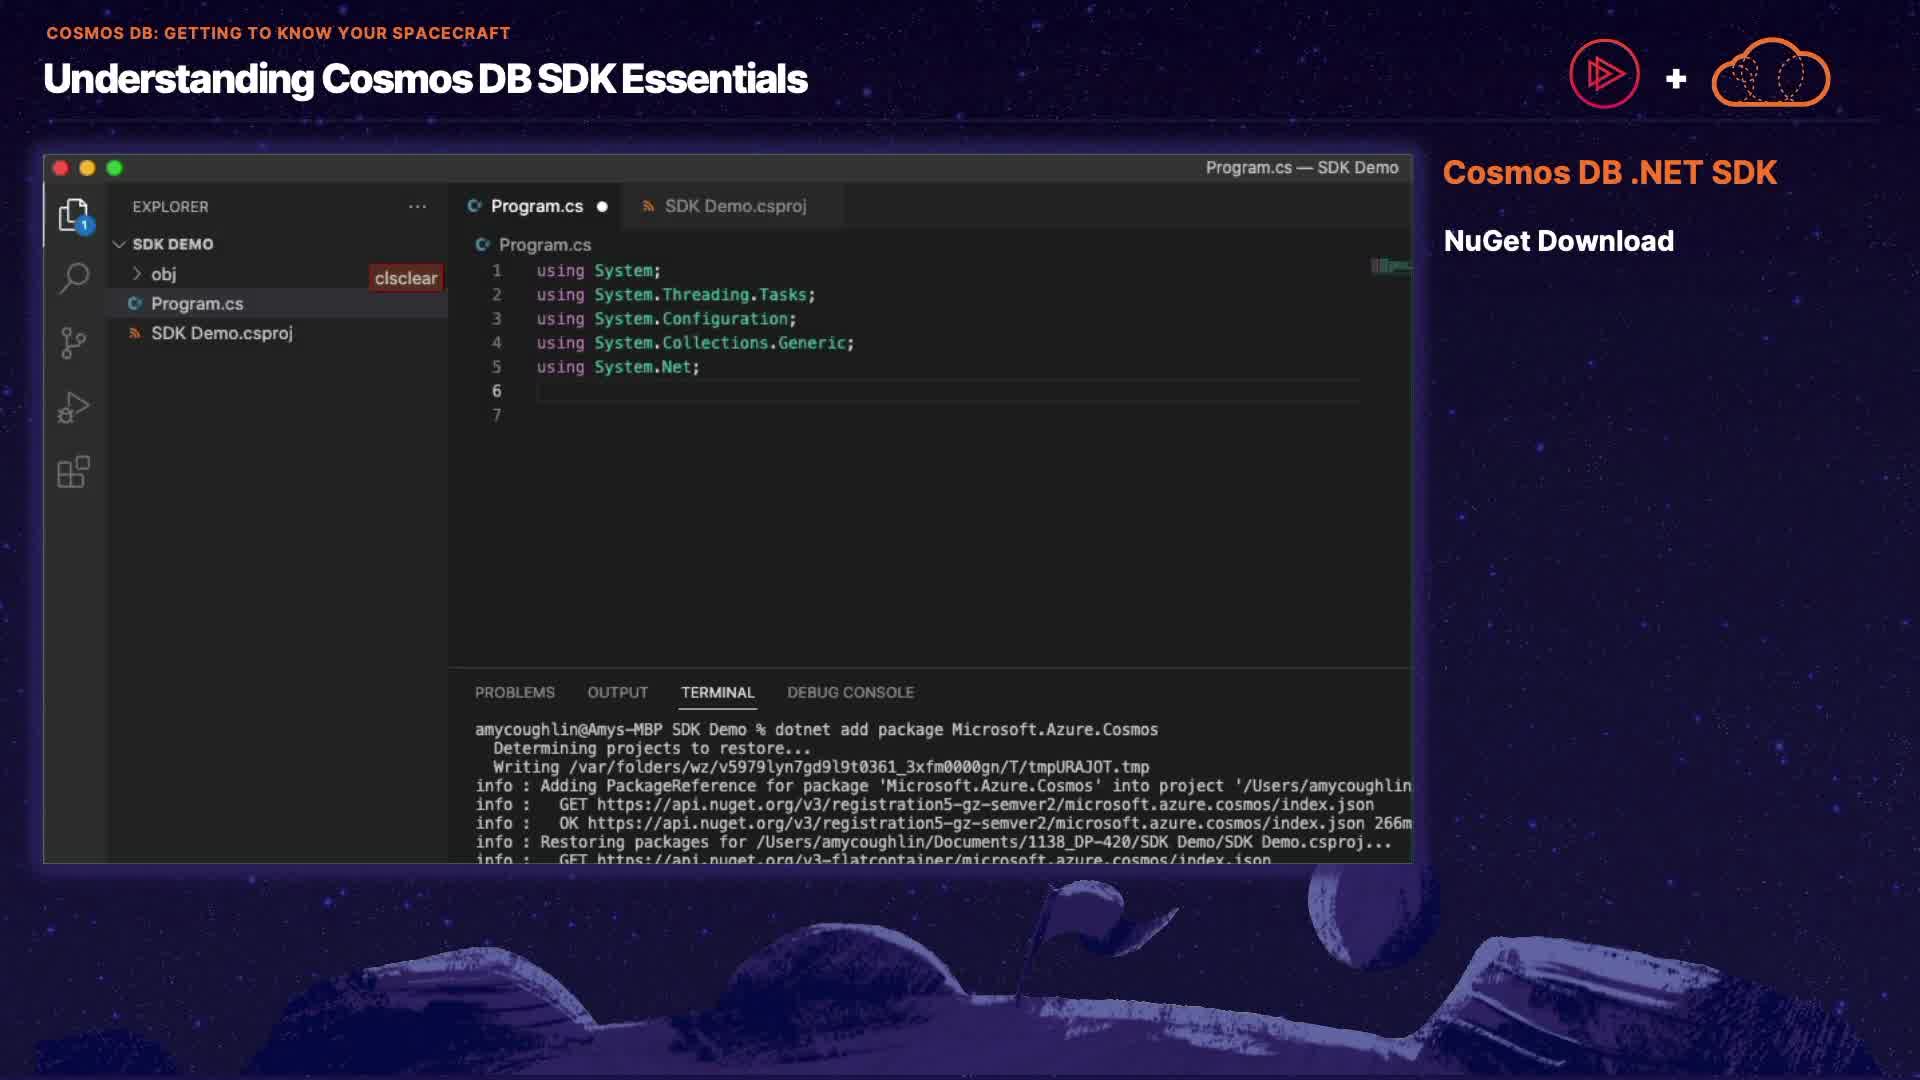 COSMOS DB: GETTING TO KNOW YOUR SPACECRAFT
Understanding Cosmos DB SDK Essentials
+
Program.cs — SDK Demo
EXPLORER
...
1
SDK DEMO
obj
clsclear
Program.cs
SDK Demo.csproj
Program.cs
SDK Demo.csproj
Program.cs
1 using System;
2 using System.Threading.Tasks;
3 using System.Configuration;
4 using System.Collections.Generic;
5 using System.Net;
6
7
PROBLEMS OUTPUT TERMINAL DEBUG CONSOLE
amycoughlin@Amys-MBP SDK Demo % dotnet add package Microsoft.Azure.Cosmos
Determining projects to restore...
Writing /var/folders/wz/v5979lyn7gd9l9t0361_3xfm0000gn/T/tmpURAJOT.tmp
info : Adding PackageReference for package 'Microsoft.Azure.Cosmos' into project '/Users/amycoughlin
info :   GET https://api.nuget.org/v3/registration5-gz-semver2/microsoft.azure.cosmos/index.json
info :   OK https://api.nuget.org/v3/registration5-gz-semver2/microsoft.azure.cosmos/index.json 266m
info : Restoring packages for /Users/amycoughlin/Documents/1138_DP-420/SDK Demo/SDK Demo.csproj...
info :   GET https://api.nuget.org/v3-flatcontainer/microsoft.azure.cosmos/index.json
Cosmos DB .NET SDK
NuGet Download